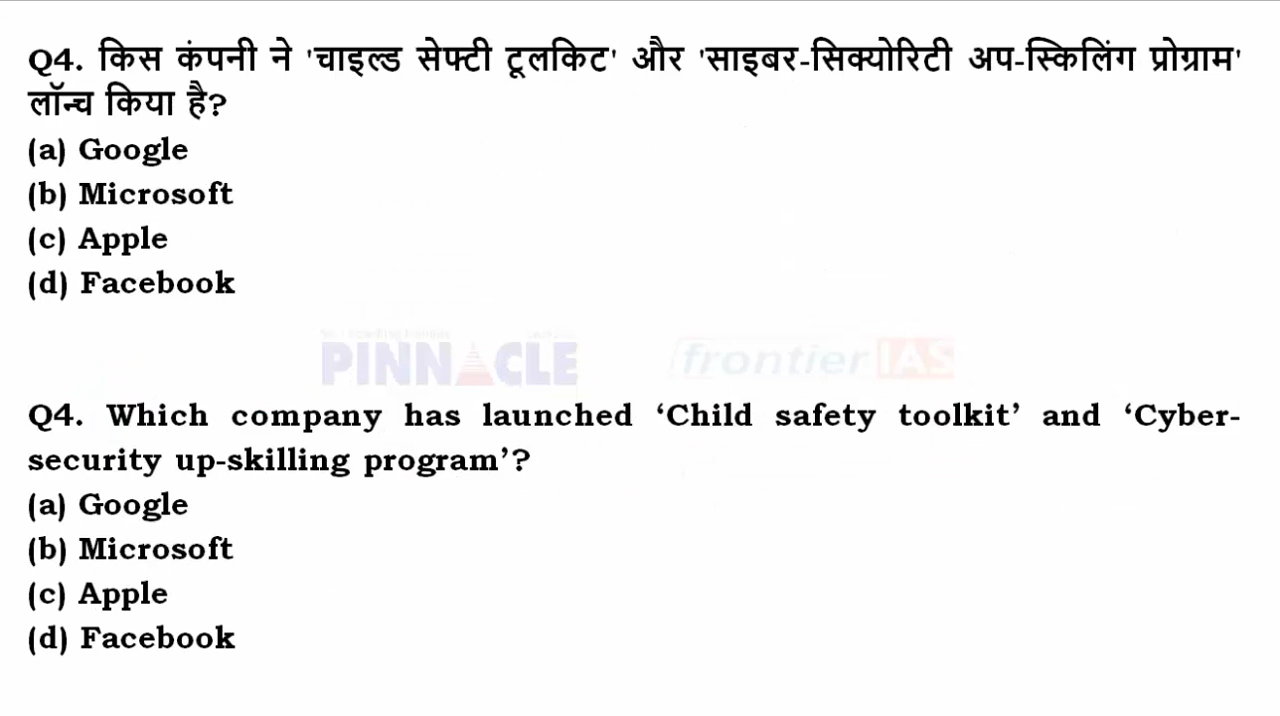 Q4. किस कंपनी ने 'चाइल्ड सेफ्टी टूलकिट' और 'साइबर-सिक्योरिटी अप-स्किलिंग प्रोग्राम'
लॉन्च किया है?
(a) Google
(b) Microsoft
(c) Apple
(d) Facebook
PINNACLE frontier IAS
Q4. Which company has launched ‘Child safety toolkit’ and ‘Cyber-
security up-skilling program’?
(a) Google
(b) Microsoft
(c) Apple
(d) Facebook